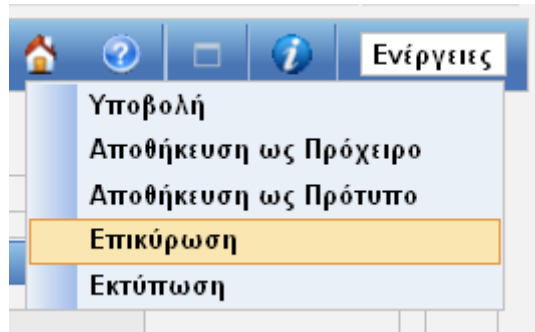 Ενέργειες
Υποβολή
Αποθήκευση ως Πρόχειρο
Αποθήκευση ως Πρότυπο
Επικύρωση
Εκτύπωση